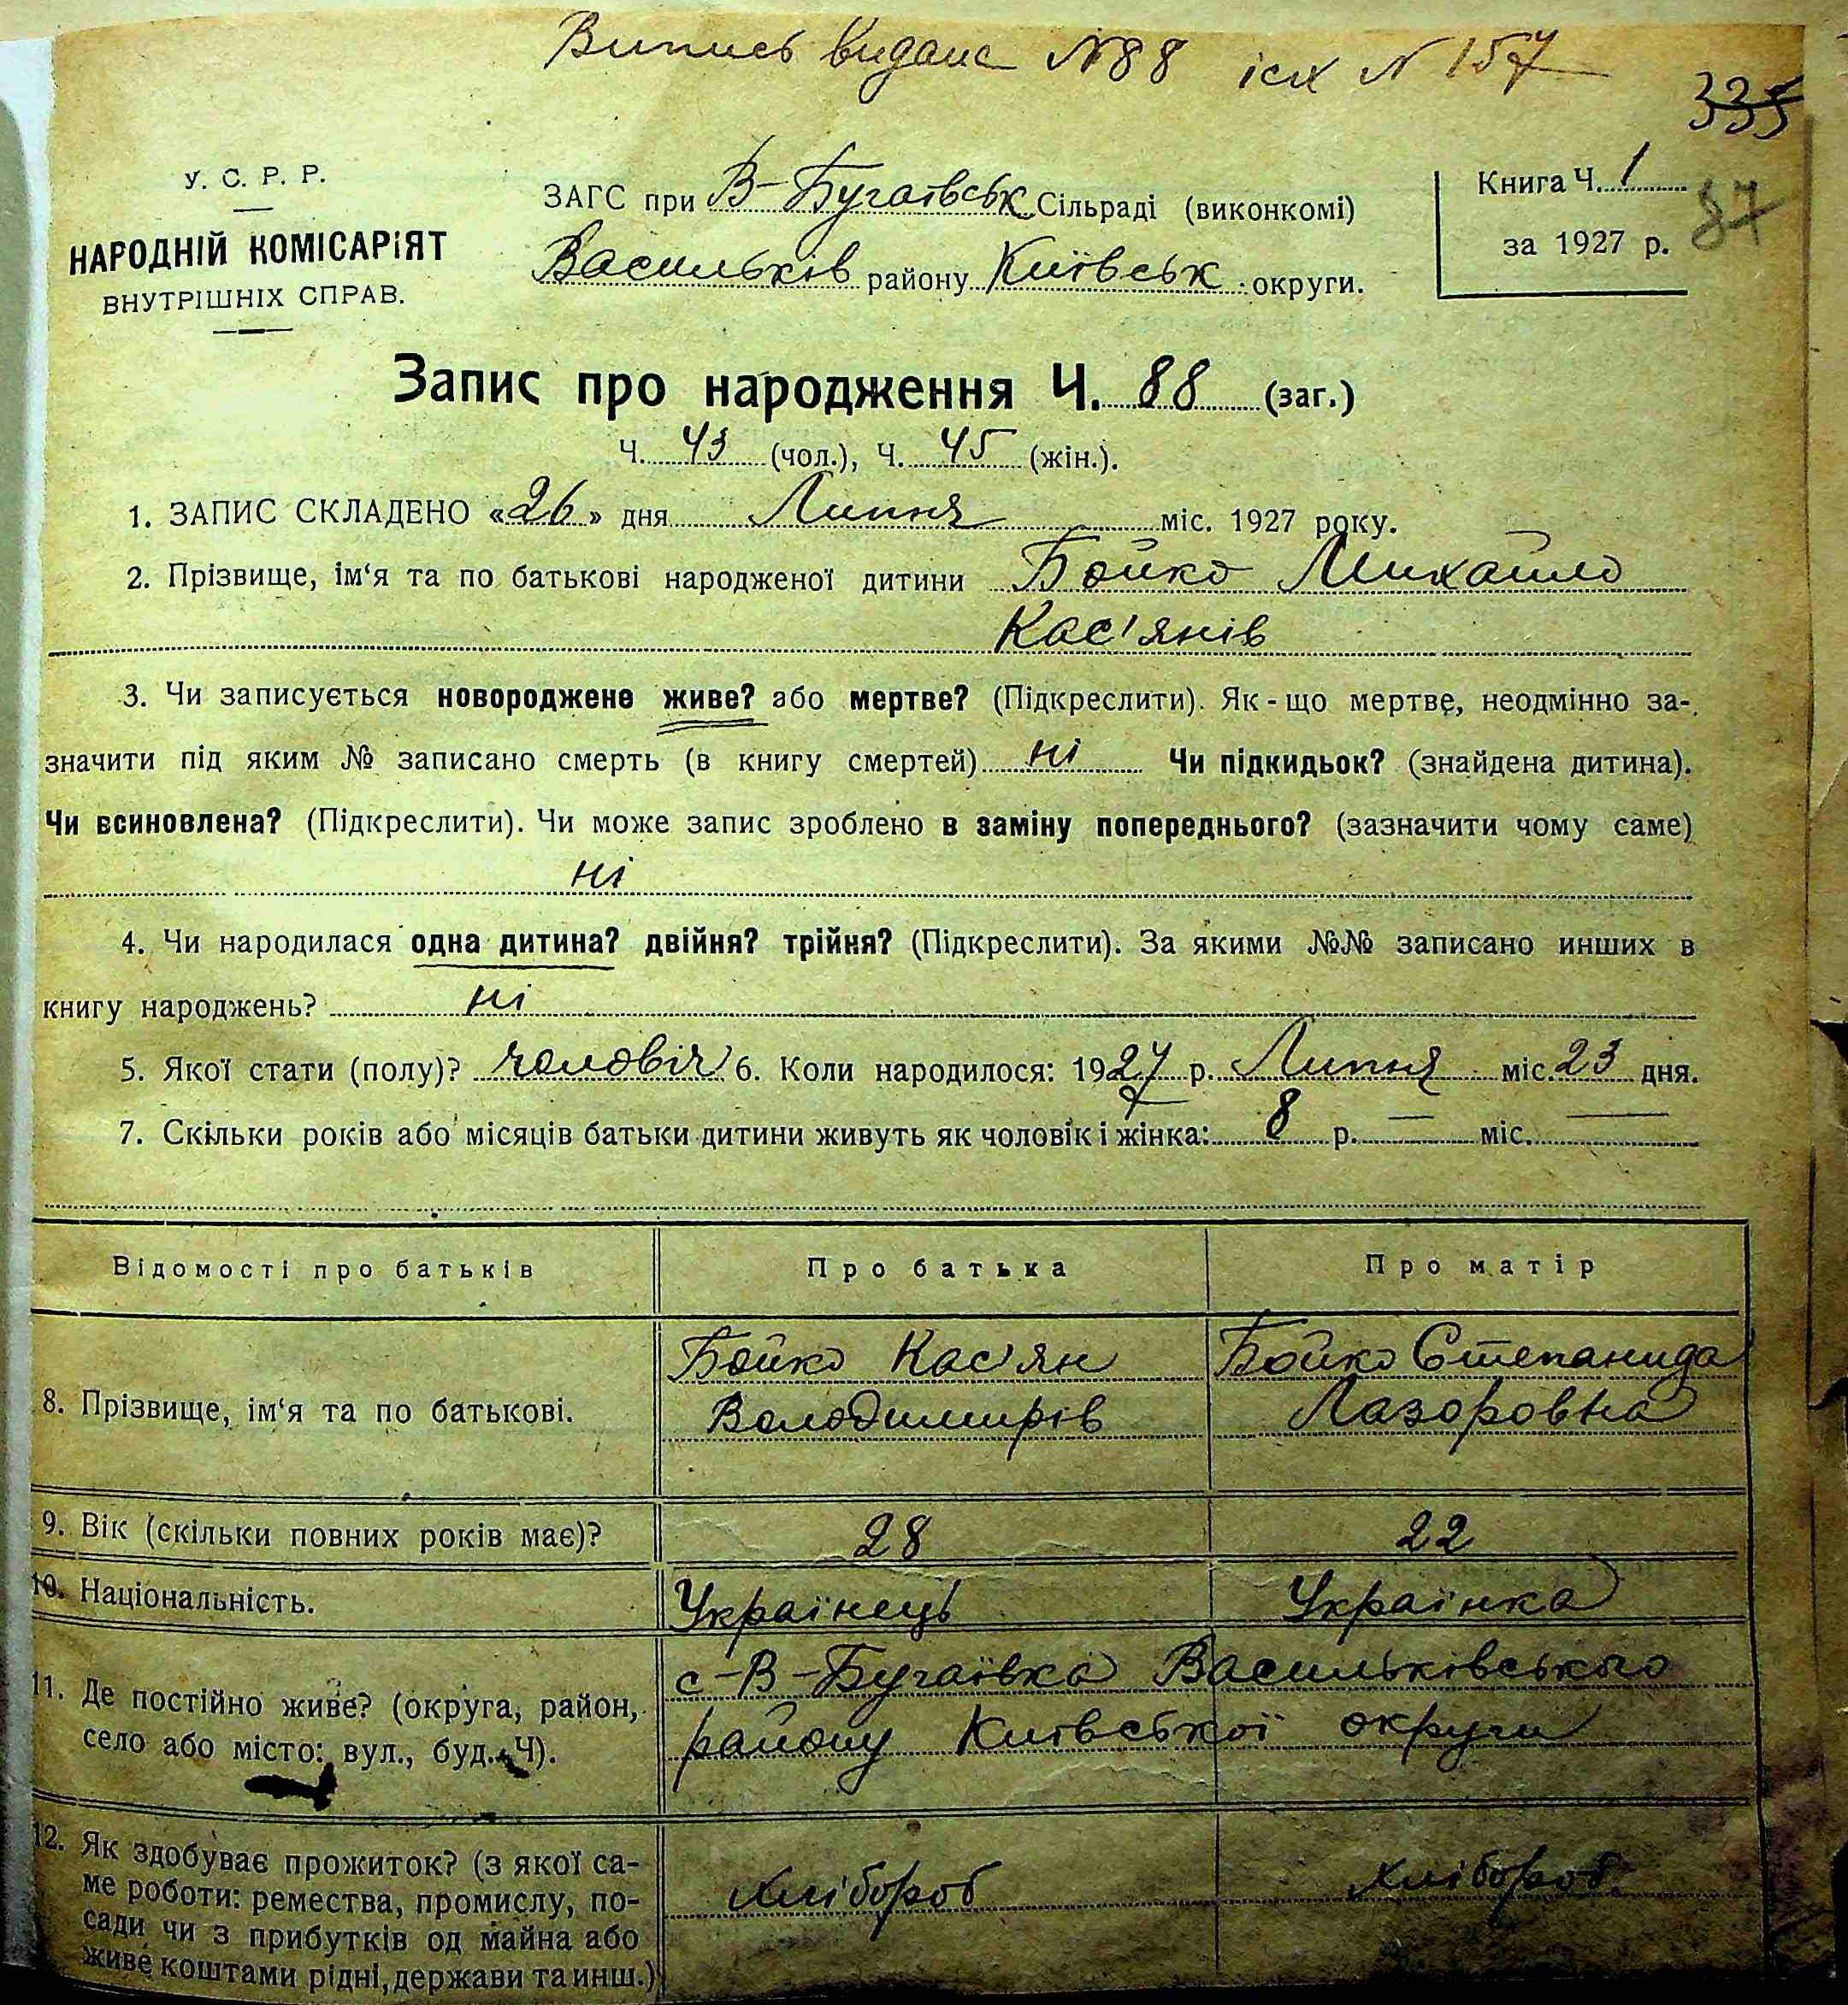 Випись видана N 88 ісх N 157
335
У. С. Р. Р.
НАРОДНІЙ КОМІСАРІЯТ
ВНУТРІШНІХ СПРАВ.
ЗАГС при В-Бугаївськ Сільраді (виконкомі)
Васильків району Київськ округи.
Книга Ч. 1
за 1927 р.
87
Запис про народження Ч. 88 (заг.)
Ч. 43 (чол.), Ч. 45 (жін.).
1. ЗАПИС СКЛАДЕНО «26» дня Липня міс. 1927 року.
2. Прізвище, ім‘я та по батькові народженої дитини Бойко Михайло
Кас'янів
3. Чи записується новороджене живе? або мертве? (Підкреслити). Як-що мертве, неодмінно за-
значити під яким № записано смерть (в книгу смертей) ні Чи підкидьок? (знайдена дитина).
Чи всиновлена? (Підкреслити). Чи може запис зроблено в заміну попереднього? (зазначити чому саме)
ні
4. Чи народилася одна дитина? двійня? трійня? (Підкреслити). За якими №№ записано инших в
книгу народжень? ні
5. Якої стати (полу)? чоловіч 6. Коли народилося: 1927 р. Липня міс. 23 дня.
7. Скільки років або місяців батьки дитини живуть як чоловік і жінка: 8 р. — міс. —
Відомості про батьків Про батька Про матір
8. Прізвище, ім‘я та по батькові.
Бойко Кас'ян
Володимирів
Бойко Степанида
Лазоровна
9. Вік (скільки повних років має)? 28 22
10. Національність. Українець Українка
11. Де постійно живе? (округа, район,
село або місто: вул., буд. Ч).
с-В-Бугаївка Васильківського
району Київської округи
12. Як здобуває прожиток? (з якої са-
ме роботи: ремества, промислу, по-
сади чи з прибутків од майна або
живе коштами рідні, держави та инш.)
хлібороб
хлібороб